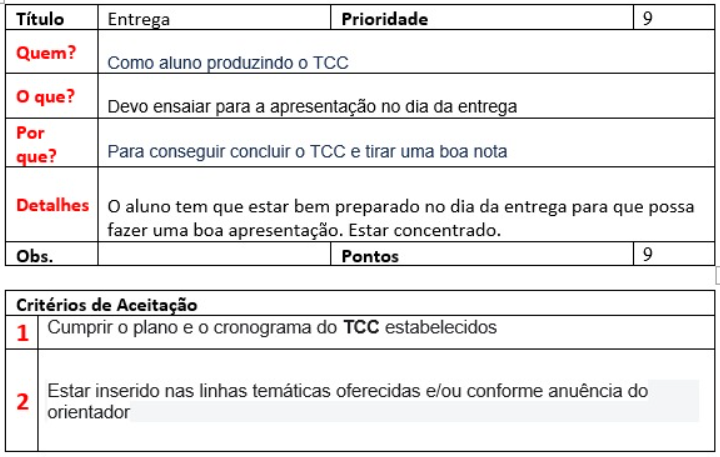 Título Entrega Prioridade 9
Quem? Como aluno produzindo o TCC
O que? Devo ensaiar para a apresentação no dia da entrega
Por
que? Para conseguir concluir o TCC e tirar uma boa nota
Detalhes O aluno tem que estar bem preparado no dia da entrega para que possa
fazer uma boa apresentação. Estar concentrado.
Obs. Pontos 9
Critérios de Aceitação
1 Cumprir o plano e o cronograma do TCC estabelecidos
2 Estar inserido nas linhas temáticas oferecidas e/ou conforme anuência do
orientador